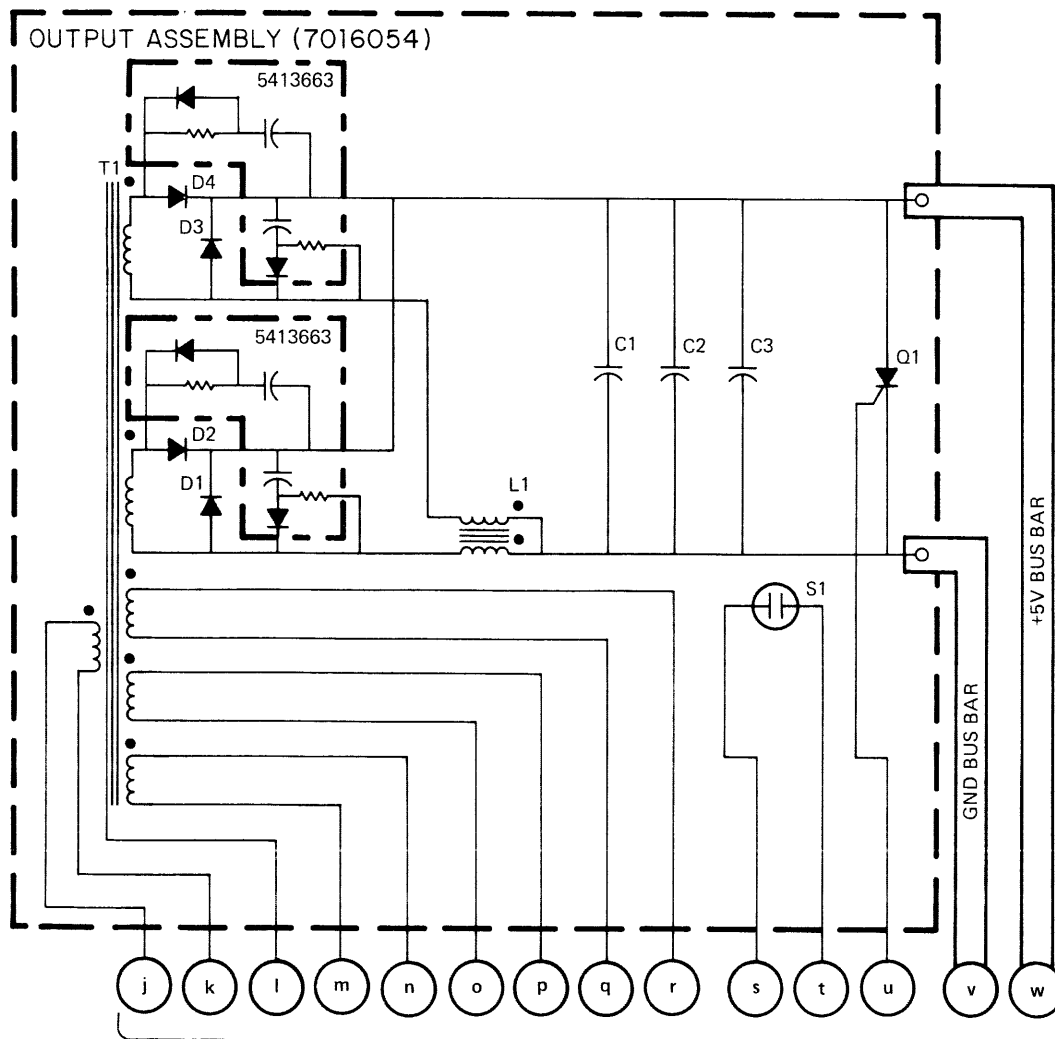 OUTPUT ASSEMBLY (7016054)
5413663
T1
D4
D3
5413663
D2
D1
L1
C1
C2
C3
Q1
S1
+5V BUS BAR
GND BUS BAR
j
k
l
m
n
o
p
q
r
s
t
u
v
w